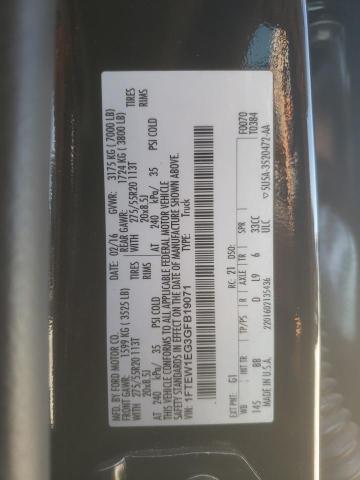 MFD. BY FORD MOTOR CO.
DATE: 02/16 GVWR: 3175 KG ( 7000 LB)
FRONT GAWR: 1599 KG ( 3525 LB) REAR GAWR: 1724 KG ( 3800 LB)
275/55R20 113T WITH 275/55R20 113T TIRES
20x8.5J 20x8.5J RIMS
AT 240 kPa/ 35 PSI COLD AT 240 kPa/ 35 PSI COLD
THIS VEHICLE CONFORMS TO ALL APPLICABLE FEDERAL MOTOR VEHICLE
SAFETY STANDARDS IN EFFECT ON THE DATE OF MANUFACTURE SHOWN ABOVE.
VIN: 1FTEW1EG3GFB19071
TYPE: Truck
F0070
T0384
EXT PNT: G1 RC: 21 DSO:
WB INT TR TP/PS R AXLE TR SPR
145 BB D L9 6 33CC
ULC
MADE IN U.S.A. 2201602135436 5U5A-3520472-AA